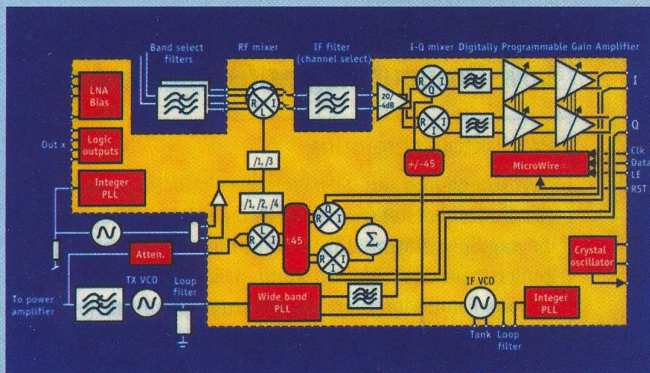 Band select
filters
RF mixer
IF filter
(channel select)
I-Q mixer Digitally Programmable Gain Amplifier
LNA
Bias
Logic
outputs
Out x
Integer
PLL
R I
L
20/
-4dB
R I
Q
R I
I
Q
+/-45
MicroWire
Clk
Data
LE
RST
/1, /3
/1, /2, /4
Atten.
R I
L
±45
Q
R I
R I
I
Σ
Crystal
oscillator
To power
amplifier
TX VCO
Loop
filter
Wide band
PLL
IF VCO
Integer
PLL
Tank
Loop
filter